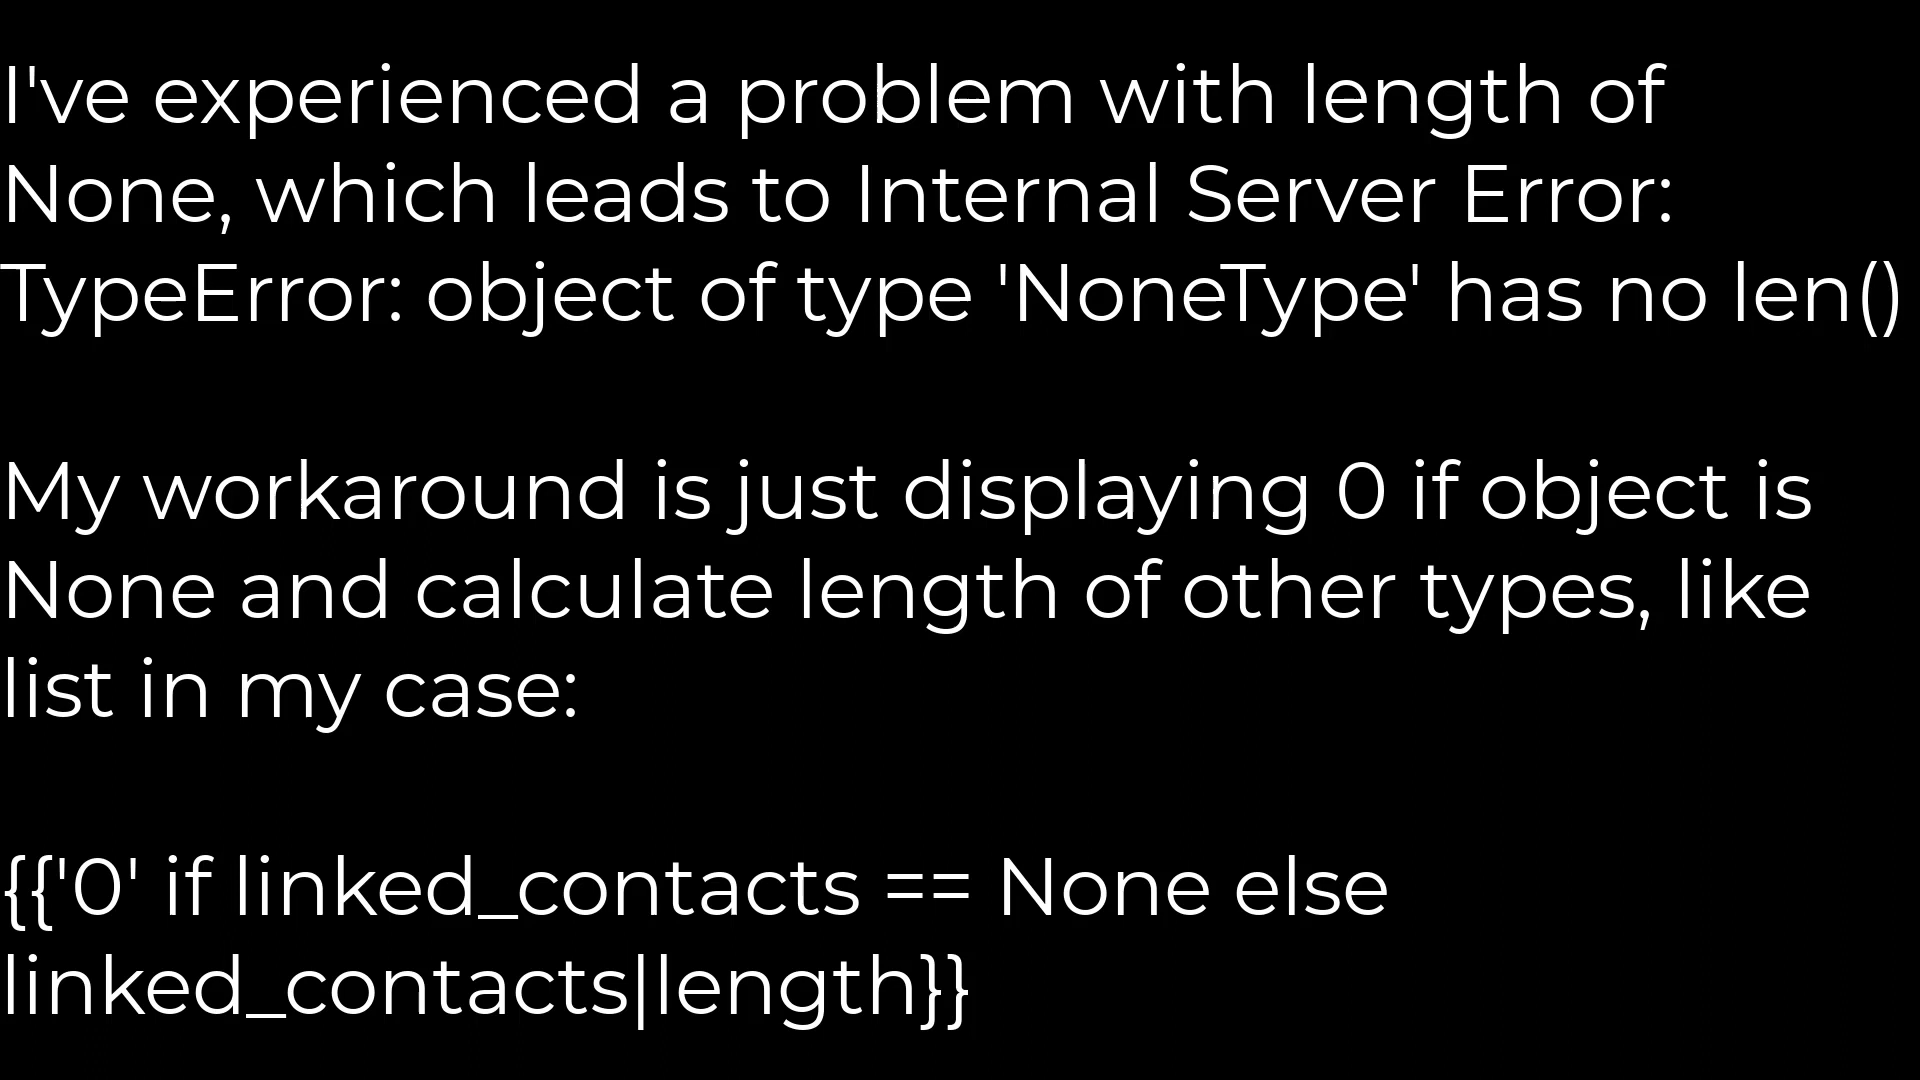 I've experienced a problem with length of
None, which leads to Internal Server Error:
TypeError: object of type 'NoneType' has no len()
My workaround is just displaying 0 if object is
None and calculate length of other types, like
list in my case:
{{'0' if linked_contacts == None else
linked_contacts|length}}